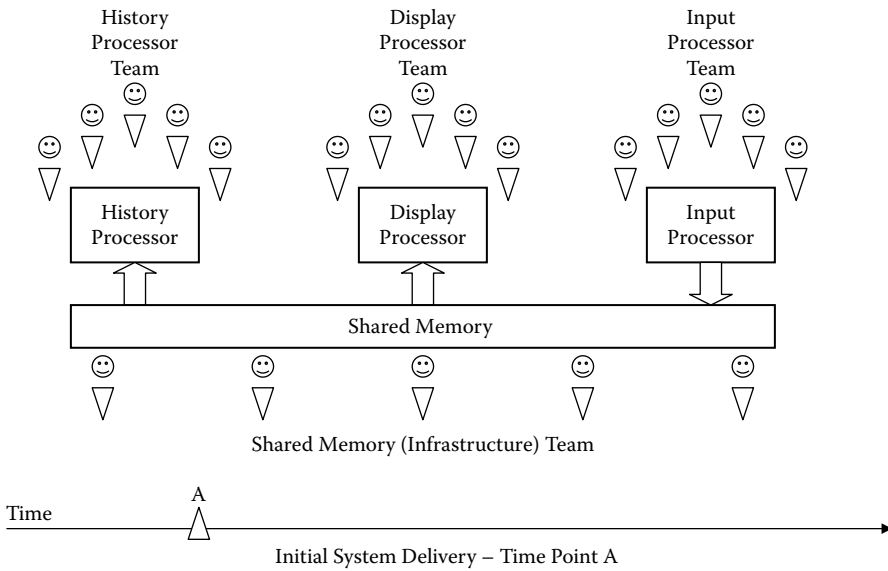 History
Processor
Team
Display
Processor
Team
Input
Processor
Team
History
Processor
Display
Processor
Input
Processor
Shared Memory
Shared Memory (Infrastructure) Team
A
Time
Initial System Delivery – Time Point A